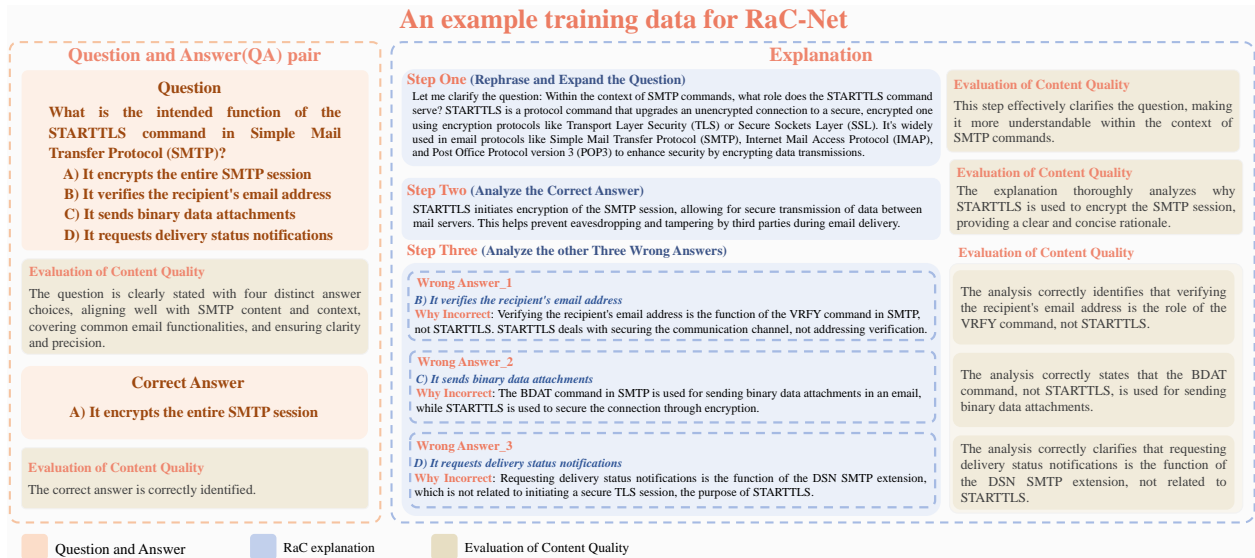 An example training data for RaC-Net
Question and Answer(QA) pair
Question
What is the intended function of the
STARTTLS command in Simple Mail
Transfer Protocol (SMTP)?
A) It encrypts the entire SMTP session
B) It verifies the recipient's email address
C) It sends binary data attachments
D) It requests delivery status notifications
Evaluation of Content Quality
The question is clearly stated with four distinct answer
choices, aligning well with SMTP content and context,
covering common email functionalities, and ensuring clarity
and precision.
Correct Answer
A) It encrypts the entire SMTP session
Evaluation of Content Quality
The correct answer is correctly identified.
Explanation
Step One (Rephrase and Expand the Question)
Let me clarify the question: Within the context of SMTP commands, what role does the STARTTLS command
serve? STARTTLS is a protocol command that upgrades an unencrypted connection to a secure, encrypted one
using encryption protocols like Transport Layer Security (TLS) or Secure Sockets Layer (SSL). It's widely
used in email protocols like Simple Mail Transfer Protocol (SMTP), Internet Mail Access Protocol (IMAP),
and Post Office Protocol version 3 (POP3) to enhance security by encrypting data transmissions.
Evaluation of Content Quality
This step effectively clarifies the question, making
it more understandable within the context of
SMTP commands.
Step Two (Analyze the Correct Answer)
STARTTLS initiates encryption of the SMTP session, allowing for secure transmission of data between
mail servers. This helps prevent eavesdropping and tampering by third parties during email delivery.
Evaluation of Content Quality
The explanation thoroughly analyzes why
STARTTLS is used to encrypt the SMTP session,
providing a clear and concise rationale.
Step Three (Analyze the other Three Wrong Answers)
Evaluation of Content Quality
Wrong Answer_1
B) It verifies the recipient's email address
Why Incorrect: Verifying the recipient's email address is the function of the VRFY command in SMTP,
not STARTTLS. STARTTLS deals with securing the communication channel, not addressing verification.
The analysis correctly identifies that verifying
the recipient's email address is the role of the
VRFY command, not STARTTLS.
Wrong Answer_2
C) It sends binary data attachments
Why Incorrect: The BDAT command in SMTP is used for sending binary data attachments in an email,
while STARTTLS is used to secure the connection through encryption.
The analysis correctly states that the BDAT
command, not STARTTLS, is used for sending
binary data attachments.
Wrong Answer_3
D) It requests delivery status notifications
Why Incorrect: Requesting delivery status notifications is the function of the DSN SMTP extension,
which is not related to initiating a secure TLS session, the purpose of STARTTLS.
The analysis correctly clarifies that requesting
delivery status notifications is the function of
the DSN SMTP extension, not related to
STARTTLS.
Question and Answer
RaC explanation
Evaluation of Content Quality